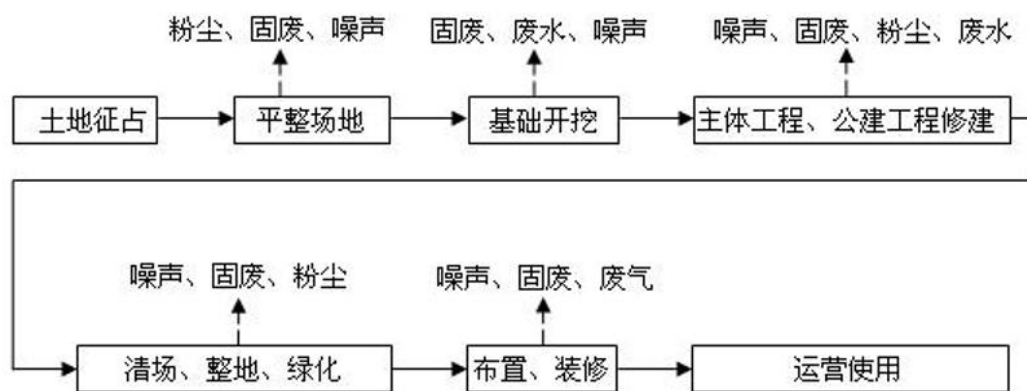 粉尘、固废、噪声
固废、废水、噪声
噪声、固废、粉尘、废水
土地征占
平整场地
基础开挖
主体工程、公建工程修建
噪声、固废、粉尘
噪声、固废、废气
清场、整地、绿化
布置、装修
运营使用